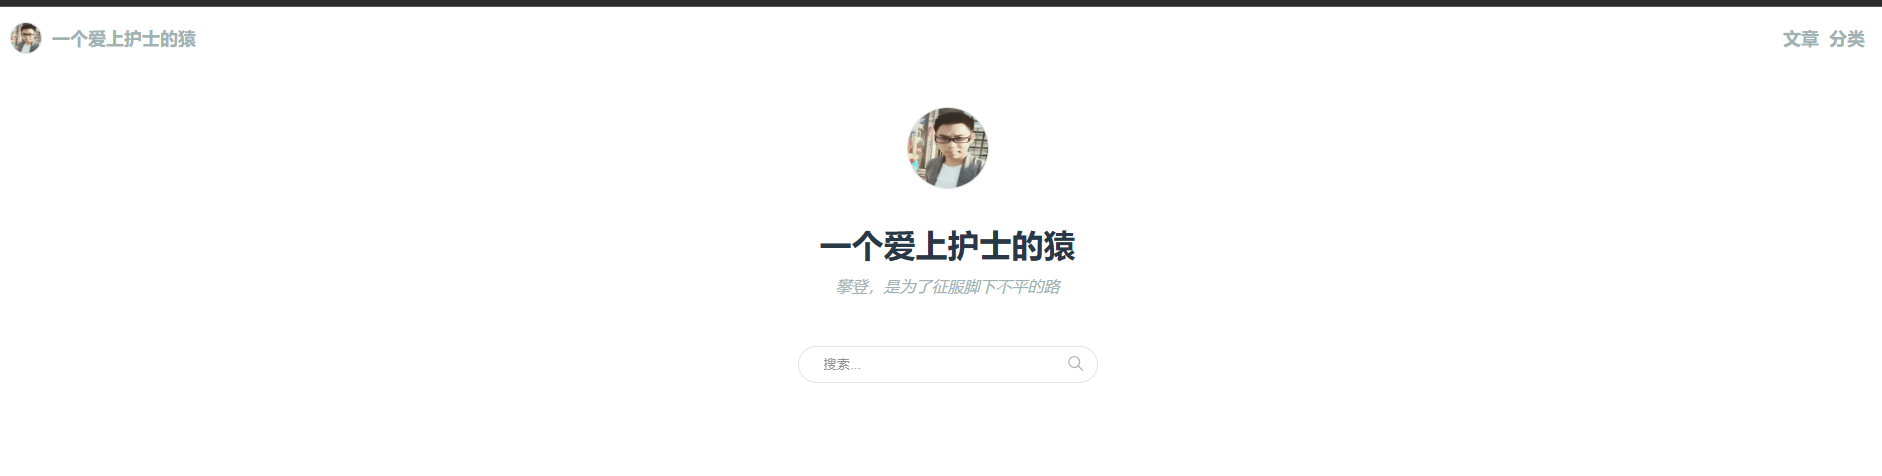 一个爱上护士的猿
文章 分类
一个爱上护士的猿
攀登，是为了征服脚下不平的路
搜索...